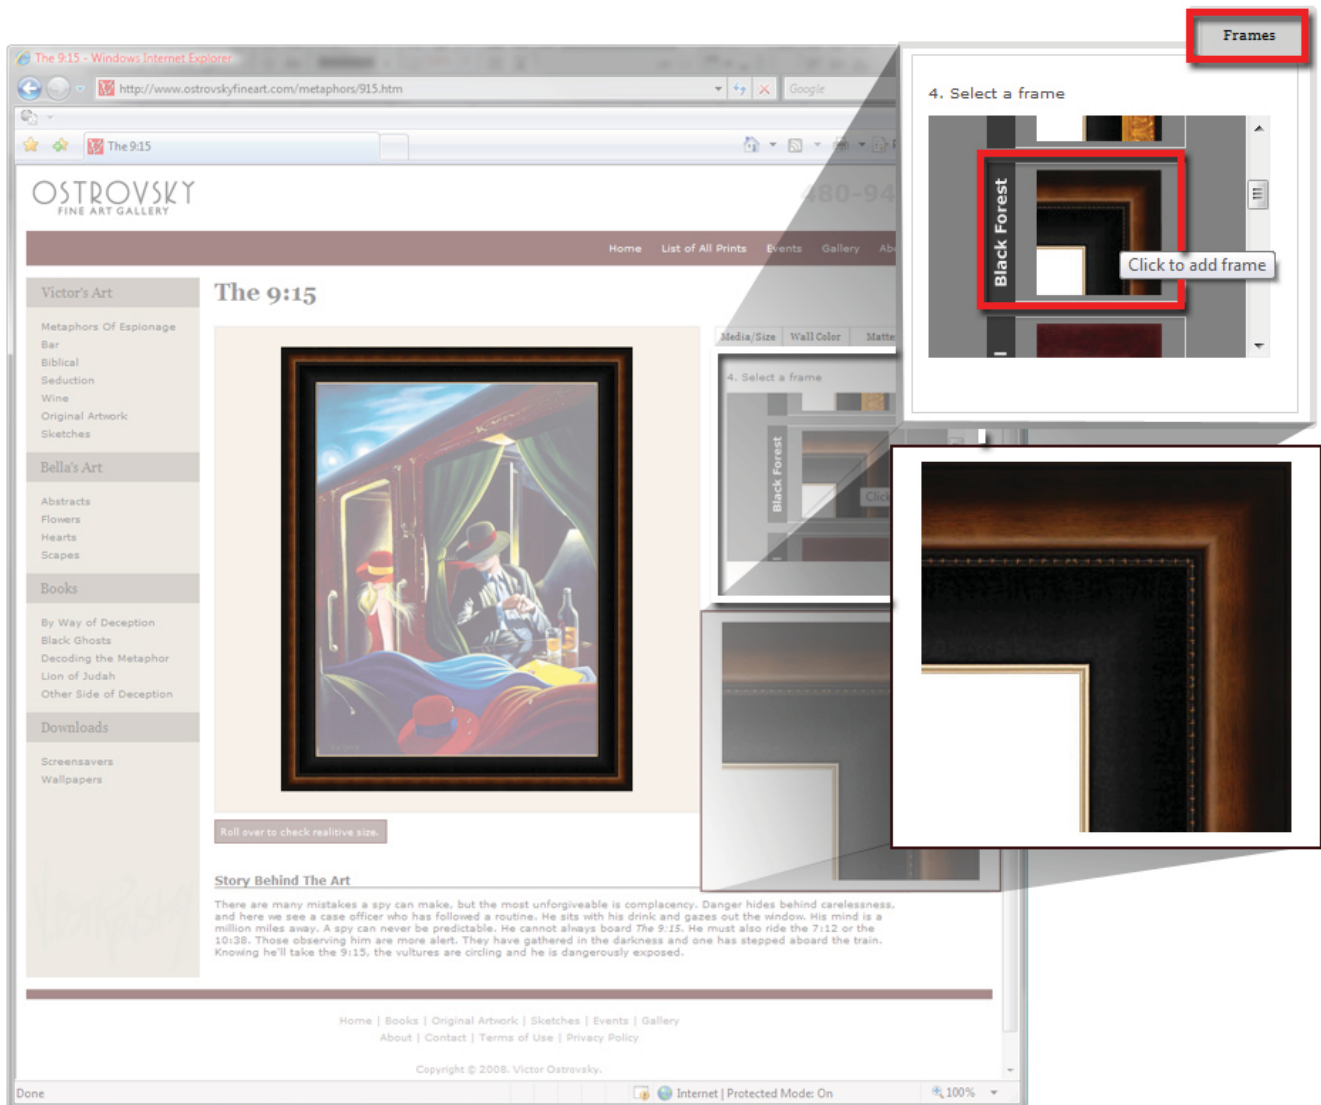 Frames
The 9:15 - Windows Internet Explorer
http://www.ostrovskyfineart.com/metaphors/915.htm
Google
The 9:15
4. Select a frame
Black Forest
Click to add frame
OSTROVSKY
FINE ART GALLERY
480-94
Home List of All Prints Events Gallery
Victor's Art
Metaphors Of Espionage
Bar
Biblical
Seduction
Wine
Original Artwork
Sketches
Bella's Art
Abstracts
Flowers
Hearts
Scapes
Books
By Way of Deception
Black Ghosts
Decoding the Metaphor
Lion of Judah
Other Side of Deception
Downloads
Screensavers
Wallpapers
The 9:15
Media/Size Wall Color Matte
4. Select a frame
Black Forest
Click
Roll over to check realitive size.
Story Behind The Art
There are many mistakes a spy can make, but the most unforgiveable is complacency. Danger hides behind carelessness,
and here we see a case officer who has followed a routine. He sits with his drink and gazes out the window. His mind is a
million miles away. A spy can never be predictable. He cannot always board The 9:15. He must also ride the 7:12 or the
10:38. Those observing him are more alert. They have gathered in the darkness and one has stepped aboard the train.
Knowing he'll take the 9:15, the vultures are circling and he is dangerously exposed.
Home | Books | Original Artwork | Sketches | Events | Gallery
About | Contact | Terms of Use | Privacy Policy
Copyright © 2008. Victor Ostrovsky.
Done
Internet | Protected Mode: On
100%